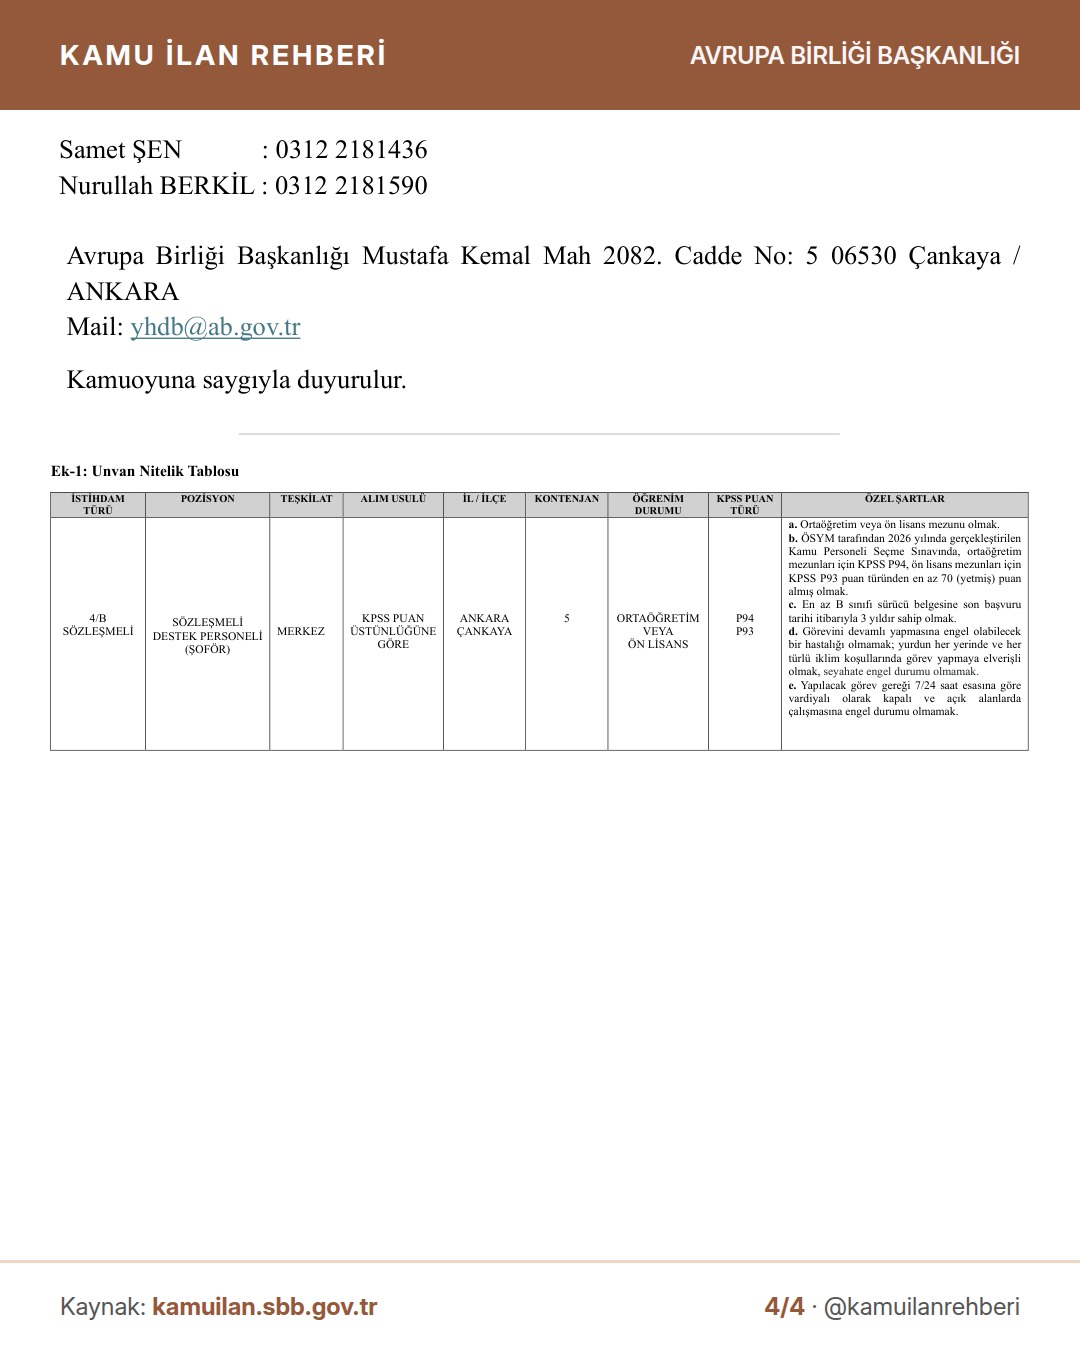 KAMU İLAN REHBERİ
AVRUPA BİRLİĞİ BAŞKANLIĞI
Samet ŞEN : 0312 2181436
Nurullah BERKİL : 0312 2181590
Avrupa Birliği Başkanlığı Mustafa Kemal Mah 2082. Cadde No: 5 06530 Çankaya /
ANKARA
Mail: yhdb@ab.gov.tr
Kamuoyuna saygıyla duyurulur.
Ek-1: Unvan Nitelik Tablosu
İSTİHDAM
TÜRÜ
POZİSYON
TEŞKİLAT
ALIM USULÜ
İL / İLÇE
KONTENJAN
ÖĞRENİM
DURUMU
KPSS PUAN
TÜRÜ
ÖZEL ŞARTLAR
4/B
SÖZLEŞMELİ
SÖZLEŞMELİ
DESTEK PERSONELİ
(ŞOFÖR)
MERKEZ
KPSS PUAN
ÜSTÜNLÜĞÜNE
GÖRE
ANKARA
ÇANKAYA
5
ORTAÖĞRETİM
VEYA
ÖN LİSANS
P94
P93
a. Ortaöğretim veya ön lisans mezunu olmak.
b. ÖSYM tarafından 2026 yılında gerçekleştirilen
Kamu Personeli Seçme Sınavında, ortaöğretim
mezunları için KPSS P94, ön lisans mezunları için
KPSS P93 puan türünden en az 70 (yetmiş) puan
almış olmak.
c. En az B sınıfı sürücü belgesine son başvuru
tarihi itibarıyla 3 yıldır sahip olmak.
d. Görevini devamlı yapmasına engel olabilecek
bir hastalığı olmamak; yurdun her yerinde ve her
türlü iklim koşullarında görev yapmaya elverişli
olmak, seyahate engel durumu olmamak.
e. Yapılacak görev gereği 7/24 saat esasına göre
vardiyalı olarak kapalı ve açık alanlarda
çalışmasına engel durumu olmamak.
Kaynak: kamuilan.sbb.gov.tr
4/4 · @kamuilanrehberi